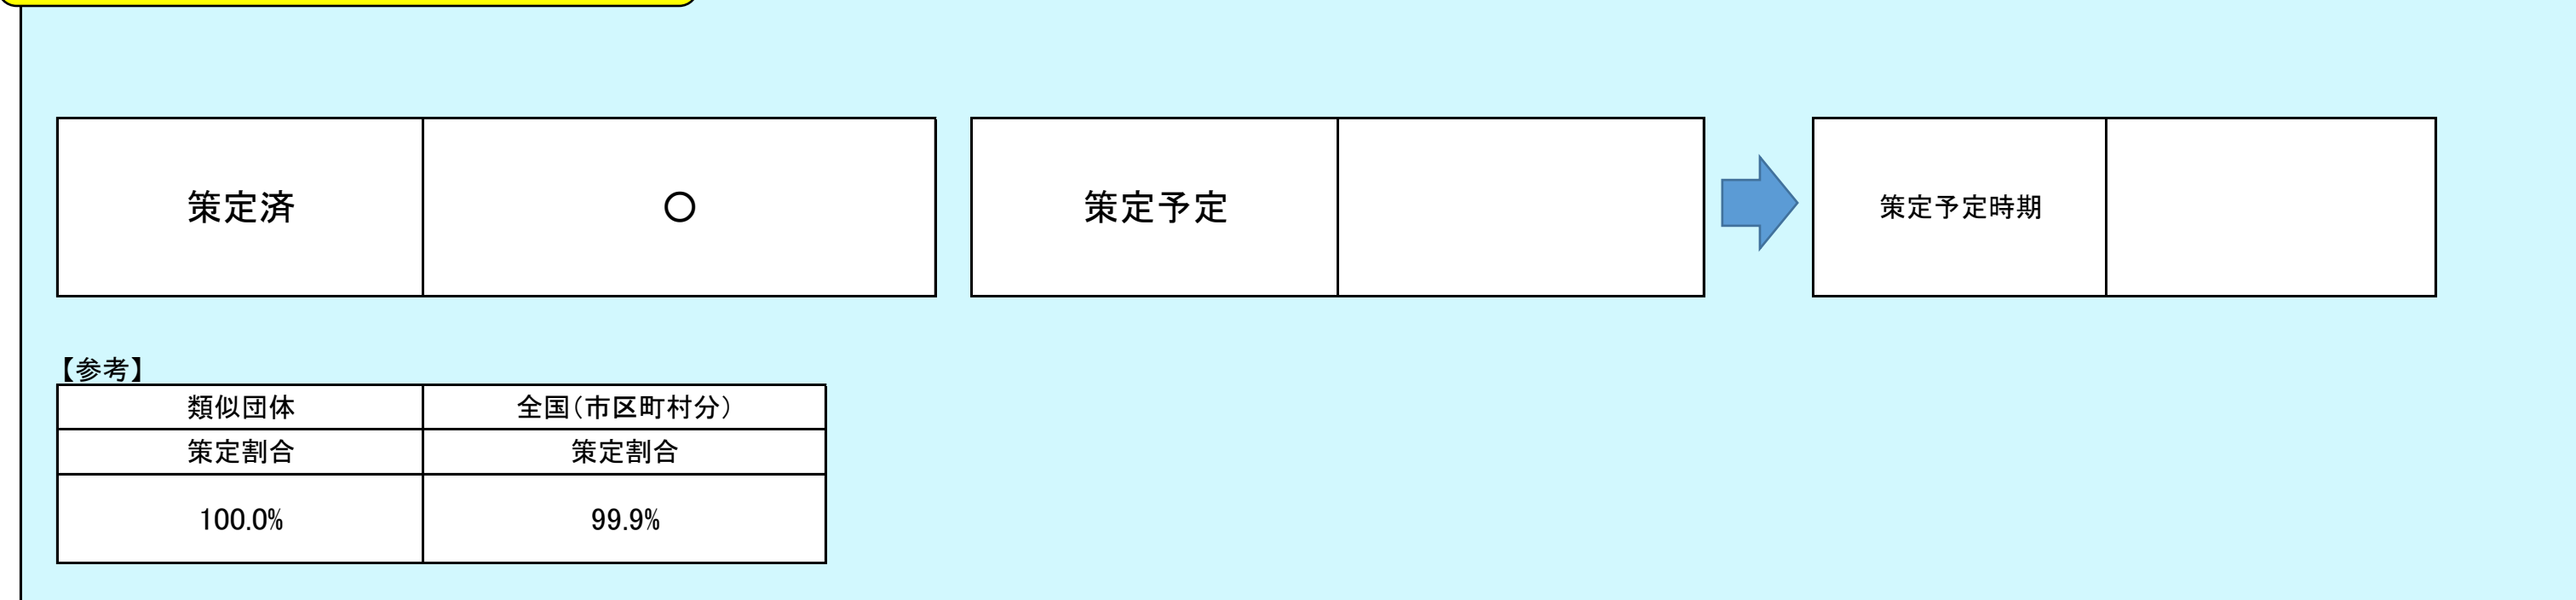 策定済 ○ 策定予定 策定予定時期
【参考】
類似団体 全国(市区町村分)
策定割合 策定割合
100.0% 99.9%